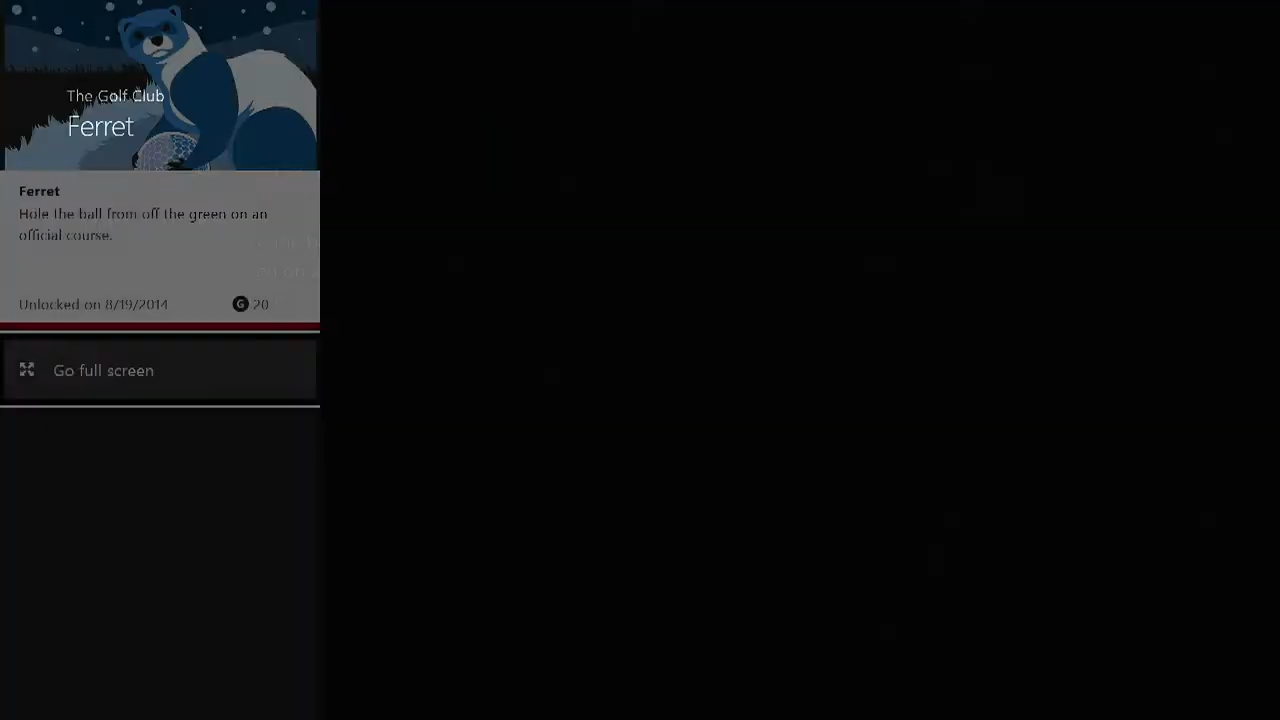 The Golf Club
Ferret
Ferret
Hole the ball from off the green on an
official course.
Unlocked on 8/19/2014
G 20
Go full screen